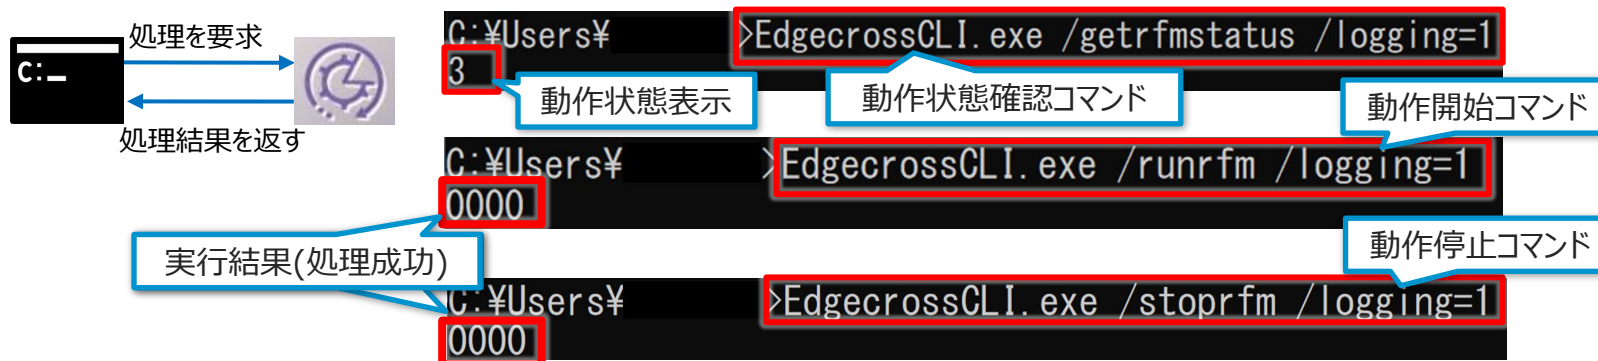 処理を要求
C:
処理結果を返す
C:¥Users¥ >EdgecrossCLI.exe /getrfmstatus /logging=1
3
動作状態表示
動作状態確認コマンド
動作開始コマンド
C:¥Users¥ >EdgecrossCLI.exe /runrfm /logging=1
0000
実行結果(処理成功)
動作停止コマンド
C:¥Users¥ >EdgecrossCLI.exe /stoprfm /logging=1
0000